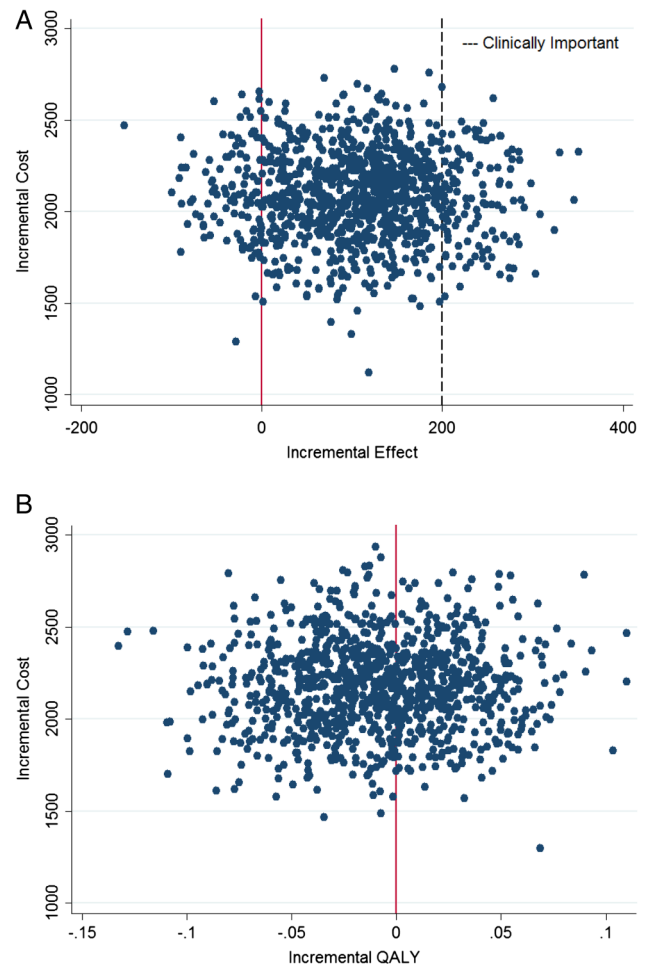 A
3000
--- Clinically Important
2500
2000
1500
1000
Incremental Cost
-200
0
200
400
Incremental Effect
B
3000
2500
2000
1500
1000
Incremental Cost
-.15
-.1
-.05
0
.05
.1
Incremental QALY